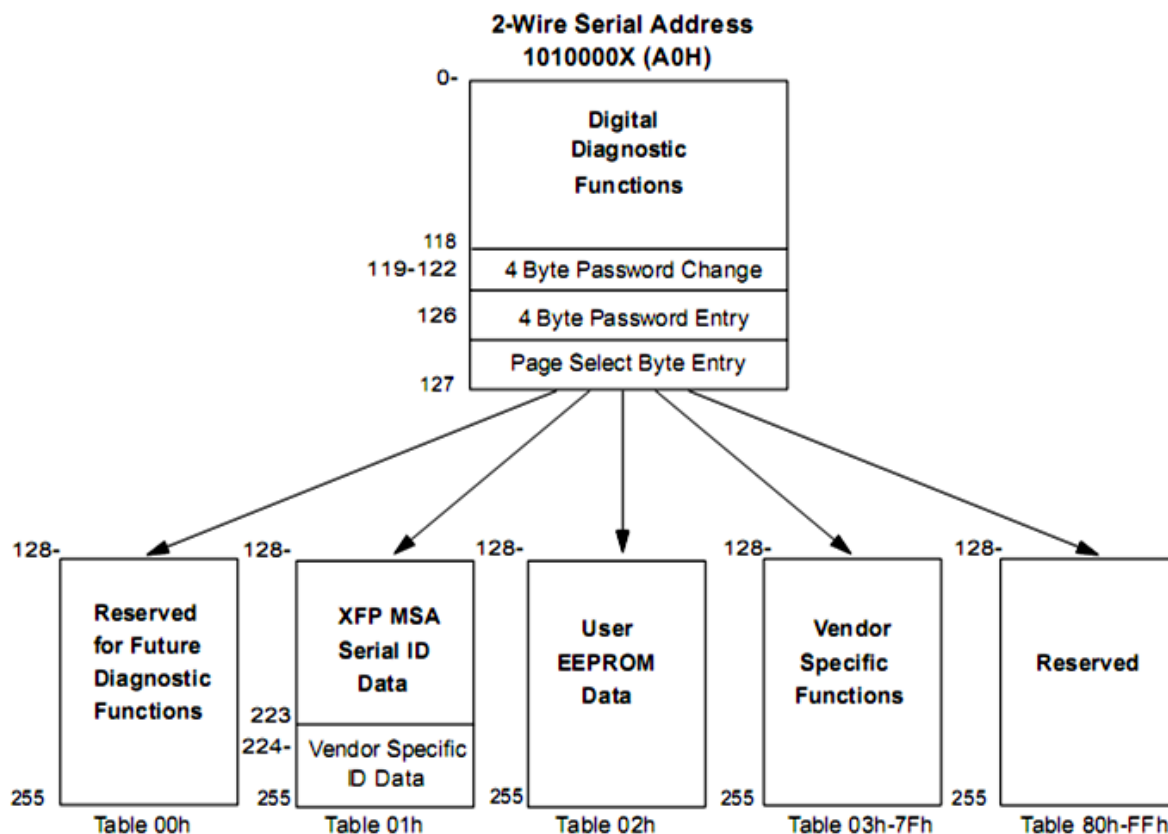 2-Wire Serial Address
1010000X (A0H)
0-
Digital
Diagnostic
Functions
118
119-122
4 Byte Password Change
126
4 Byte Password Entry
Page Select Byte Entry
127
128-
Reserved
for Future
Diagnostic
Functions
255
Table 00h
128-
XFP MSA
Serial ID
Data
223
224-
Vendor Specific
ID Data
255
Table 01h
128-
User
EEPROM
Data
255
Table 02h
128-
Vendor
Specific
Functions
255
Table 03h-7Fh
128-
Reserved
255
Table 80h-FFh